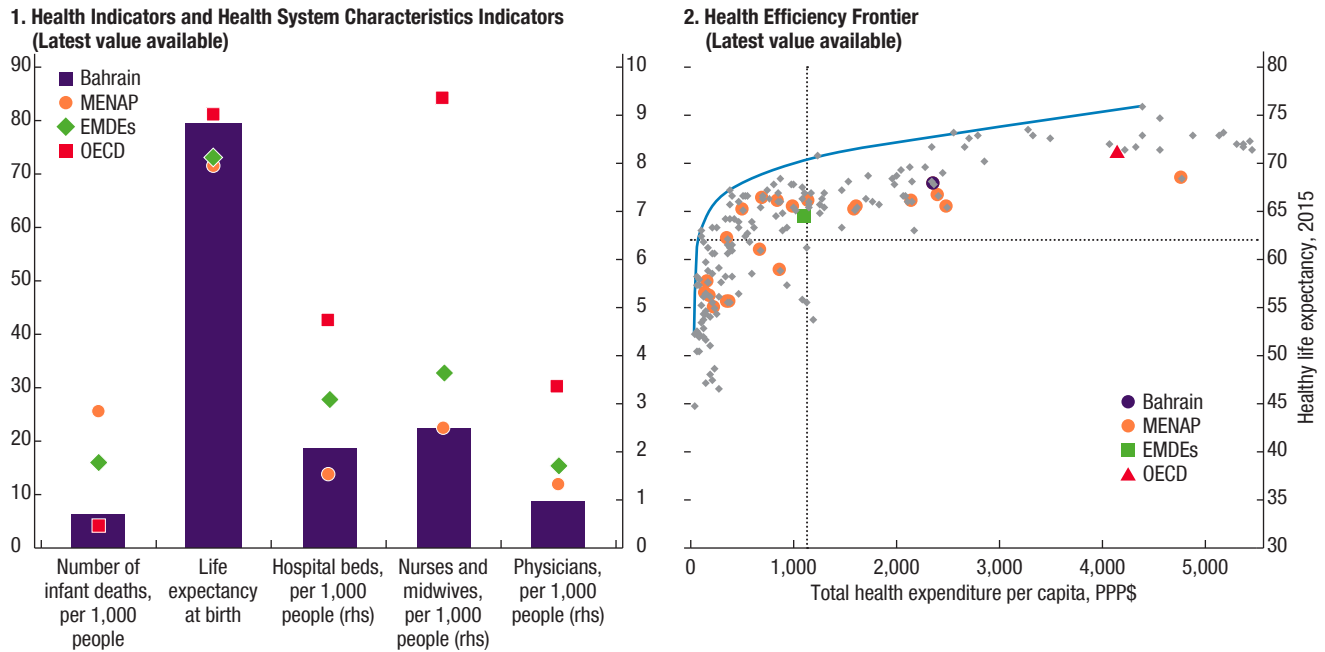 1. Health Indicators and Health System Characteristics Indicators
(Latest value available)
90
80
70
60
50
40
30
20
10
0
10
9
8
7
6
5
4
3
2
1
0
Bahrain
MENAP
EMDEs
OECD
Number of
infant deaths,
per 1,000
people
Life
expectancy
at birth
Hospital beds,
per 1,000
people (rhs)
Nurses and
midwives,
per 1,000
people (rhs)
Physicians,
per 1,000
people (rhs)
2. Health Efficiency Frontier
(Latest value available)
80
75
70
65
60
55
50
45
40
35
30
Healthy life expectancy, 2015
Bahrain
MENAP
EMDEs
OECD
0
1,000
2,000
3,000
4,000
5,000
Total health expenditure per capita, PPP$